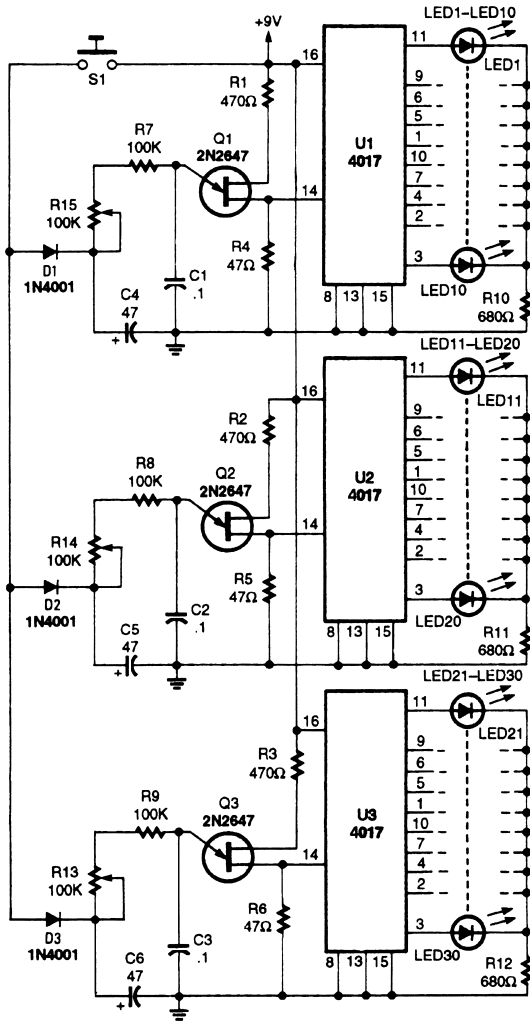 +9V
S1
R1
470Ω
R7
100K
Q1
2N2647
R15
100K
D1
1N4001
R4
47Ω
C1
.1
C4
47
+
16
14
U1
4017
8 13 15
11
9
6
5
1
10
7
4
2
3
LED1–LED10
LED1
LED10
R10
680Ω
R2
470Ω
R8
100K
Q2
2N2647
R14
100K
D2
1N4001
R5
47Ω
C2
.1
C5
47
+
16
14
U2
4017
8 13 15
11
9
6
5
1
10
7
4
2
3
LED11–LED20
LED11
LED20
R11
680Ω
R3
470Ω
R9
100K
Q3
2N2647
R13
100K
D3
1N4001
R6
47Ω
C3
.1
C6
47
+
16
14
U3
4017
8 13 15
11
9
6
5
1
10
7
4
2
3
LED21–LED30
LED21
LED30
R12
680Ω